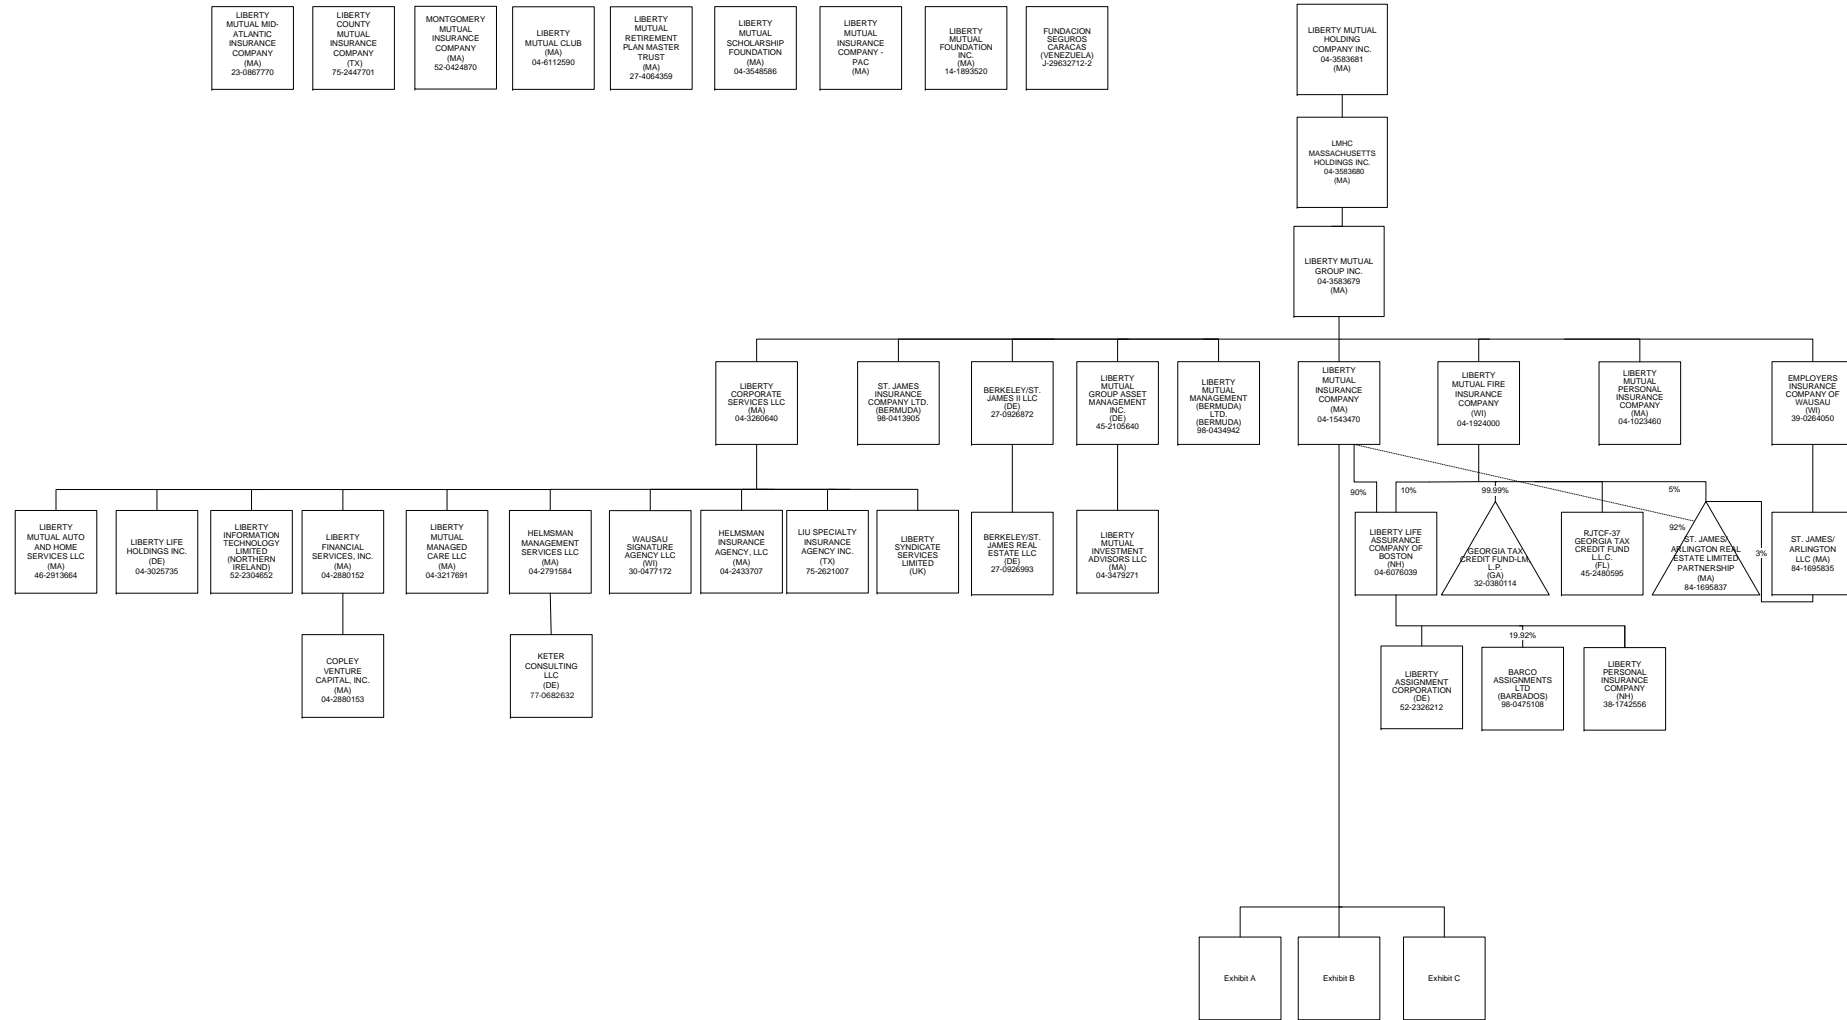 LIBERTY
MUTUAL MID-
ATLANTIC
INSURANCE
COMPANY
(MA)
23-0867770
LIBERTY
COUNTY
MUTUAL
INSURANCE
COMPANY
(TX)
75-2447701
MONTGOMERY
MUTUAL
INSURANCE
COMPANY
(MA)
52-0424870
LIBERTY
MUTUAL CLUB
(MA)
04-6112590
LIBERTY
MUTUAL
RETIREMENT
PLAN MASTER
TRUST
(MA)
27-4064359
LIBERTY
MUTUAL
SCHOLARSHIP
FOUNDATION
(MA)
04-3548586
LIBERTY
MUTUAL
INSURANCE
COMPANY -
PAC
(MA)
LIBERTY
MUTUAL
FOUNDATION
INC.
(MA)
14-1893520
FUNDACION
SEGUROS
CARACAS
(VENEZUELA)
J-29632712-2
LIBERTY MUTUAL
HOLDING
COMPANY INC.
04-3583681
(MA)
LMHC
MASSACHUSETTS
HOLDINGS INC.
04-3583680
(MA)
LIBERTY MUTUAL
GROUP INC.
04-3583679
(MA)
LIBERTY
CORPORATE
SERVICES LLC
(MA)
04-3260640
ST. JAMES
INSURANCE
COMPANY LTD.
(BERMUDA)
98-0413905
BERKELEY/ST.
JAMES II LLC
(DE)
27-0926872
LIBERTY
MUTUAL
GROUP ASSET
MANAGEMENT
INC.
(DE)
45-2105640
LIBERTY
MUTUAL
MANAGEMENT
(BERMUDA)
LTD.
(BERMUDA)
98-0434942
LIBERTY
MUTUAL
INSURANCE
COMPANY
(MA)
04-1543470
LIBERTY
MUTUAL FIRE
INSURANCE
COMPANY
(WI)
04-1924000
LIBERTY
MUTUAL
PERSONAL
INSURANCE
COMPANY
(MA)
04-1023460
EMPLOYERS
INSURANCE
COMPANY OF
WAUSAU
(WI)
39-0264050
90%
10%
99.99%
5%
92%
3%
LIBERTY
MUTUAL AUTO
AND HOME
SERVICES LLC
(MA)
46-2913664
LIBERTY LIFE
HOLDINGS INC.
(DE)
04-3025735
LIBERTY
INFORMATION
TECHNOLOGY
LIMITED
(NORTHERN
IRELAND)
52-2304652
LIBERTY
FINANCIAL
SERVICES, INC.
(MA)
04-2880152
LIBERTY
MUTUAL
MANAGED
CARE LLC
(MA)
04-3217691
HELMSMAN
MANAGEMENT
SERVICES LLC
(MA)
04-2791584
WAUSAU
SIGNATURE
AGENCY LLC
(WI)
30-0477172
HELMSMAN
INSURANCE
AGENCY, LLC
(MA)
04-2433707
LIU SPECIALTY
INSURANCE
AGENCY INC.
(TX)
75-2621007
LIBERTY
SYNDICATE
SERVICES
LIMITED
(UK)
BERKELEY/ST.
JAMES REAL
ESTATE LLC
(DE)
27-0926993
LIBERTY
MUTUAL
INVESTMENT
ADVISORS LLC
(MA)
04-3479271
LIBERTY LIFE
ASSURANCE
COMPANY OF
BOSTON
(NH)
04-6076039
GEORGIA TAX
CREDIT FUND-LM
L.P.
(GA)
32-0380114
RJTCF-37
GEORGIA TAX
CREDIT FUND
L.L.C.
(FL)
45-2480595
ST. JAMES/
ARLINGTON REAL
ESTATE LIMITED
PARTNERSHIP
(MA)
84-1695837
ST. JAMES/
ARLINGTON
LLC (MA)
84-1695835
COPLEY
VENTURE
CAPITAL, INC.
(MA)
04-2880153
KETER
CONSULTING
LLC
(DE)
77-0682632
19.92%
LIBERTY
ASSIGNMENT
CORPORATION
(DE)
52-2326212
BARCO
ASSIGNMENTS
LTD
(BARBADOS)
98-0475108
LIBERTY
PERSONAL
INSURANCE
COMPANY
(NH)
38-1742556
Exhibit A
Exhibit B
Exhibit C